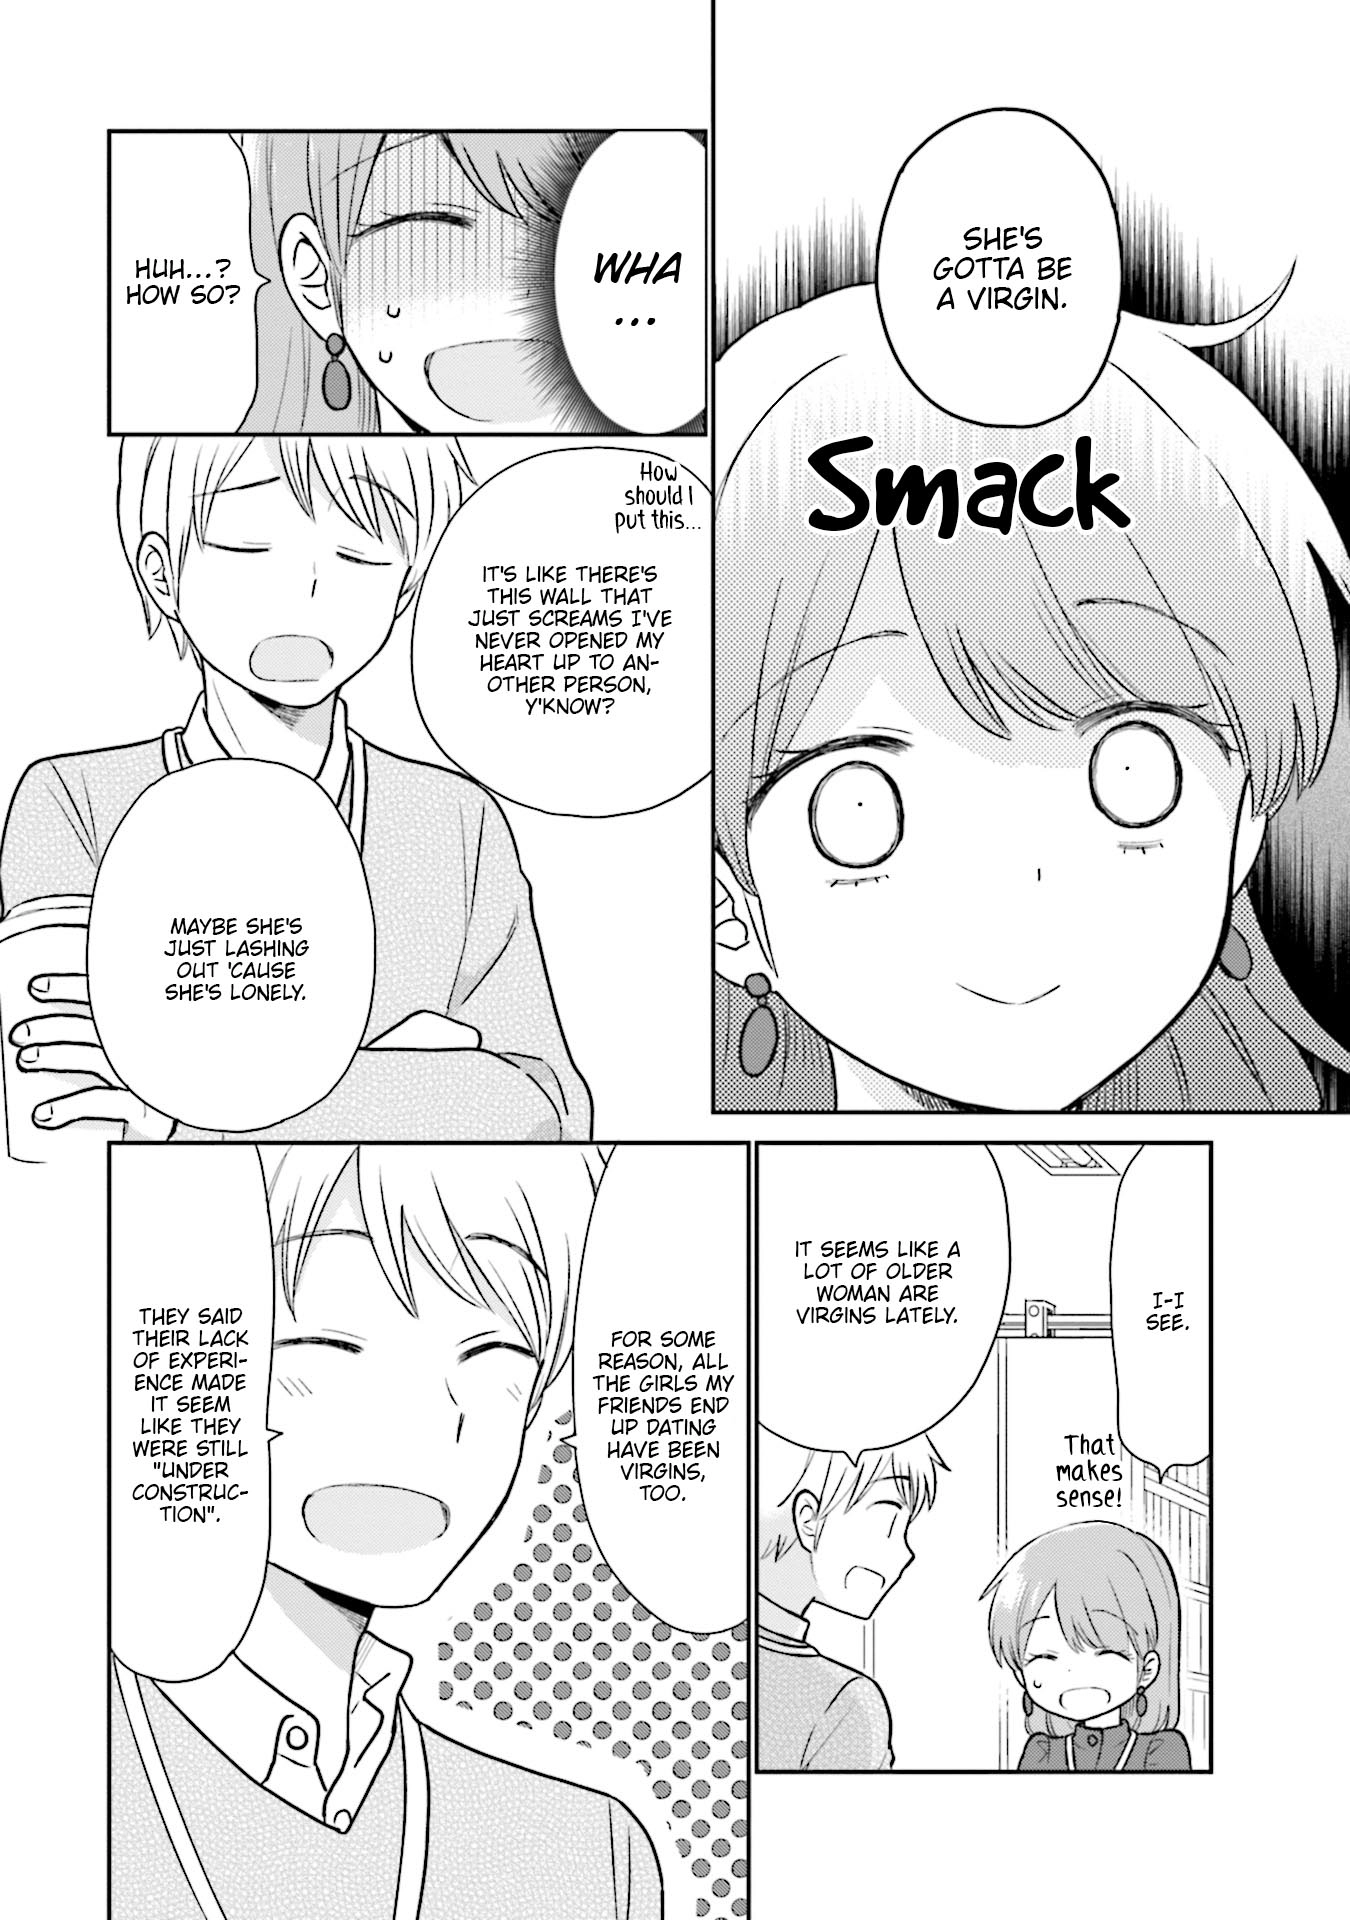 SHE'S
GOTTA BE
A VIRGIN.
Smack
WHA
...
HUH...?
HOW SO?
How
should I
put this...
IT'S LIKE THERE'S
THIS WALL THAT
JUST SCREAMS I'VE
NEVER OPENED MY
HEART UP TO AN-
OTHER PERSON,
Y'KNOW?
MAYBE SHE'S
JUST LASHING
OUT 'CAUSE
SHE'S LONELY.
I-I
SEE.
That
makes
sense!
IT SEEMS LIKE A
LOT OF OLDER
WOMAN ARE
VIRGINS LATELY.
FOR SOME
REASON, ALL
THE GIRLS MY
FRIENDS END
UP DATING
HAVE BEEN
VIRGINS,
TOO.
THEY SAID
THEIR LACK
OF EXPERI-
ENCE MADE
IT SEEM
LIKE THEY
WERE STILL
"UNDER
CONSTRUC-
TION".